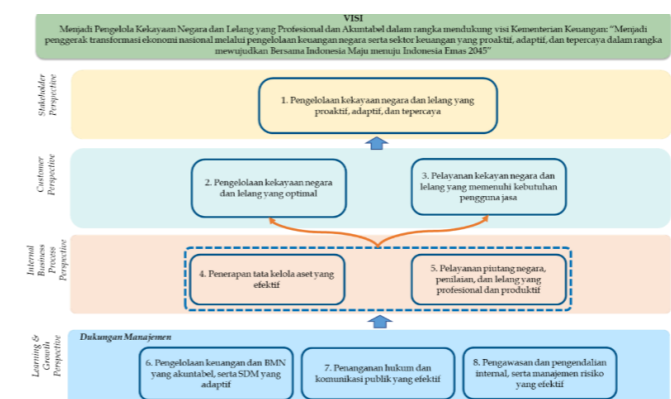 VISI
Menjadi Pengelola Kekayaan Negara dan Lelang yang Profesional dan Akuntabel dalam rangka mendukung visi Kementerian Keuangan: “Menjadi
penggerak transformasi ekonomi nasional melalui pengelolaan keuangan negara serta sektor keuangan yang proaktif, adaptif, dan tepercaya dalam rangka
mewujudkan Bersama Indonesia Maju menuju Indonesia Emas 2045”
Stakeholder
Perspective
1. Pengelolaan kekayaan negara dan lelang yang
proaktif, adaptif, dan tepercaya
Customer
Perspective
2. Pengelolaan kekayaan negara
dan lelang yang optimal
3. Pelayanan kekayan negara dan
lelang yang memenuhi kebutuhan
pengguna jasa
Internal
Business
Process
Perspective
4. Penerapan tata kelola aset yang
efektif
5. Pelayanan piutang negara,
penilaian, dan lelang yang
profesional dan produktif
Learning &
Growth
Perspective
Dukungan Manajemen
6. Pengelolaan keuangan dan BMN
yang akuntabel, serta SDM yang
adaptif
7. Penanganan hukum dan
komunikasi publik yang efektif
8. Pengawasan dan pengendalian
internal, serta manajemen risiko
yang efektif